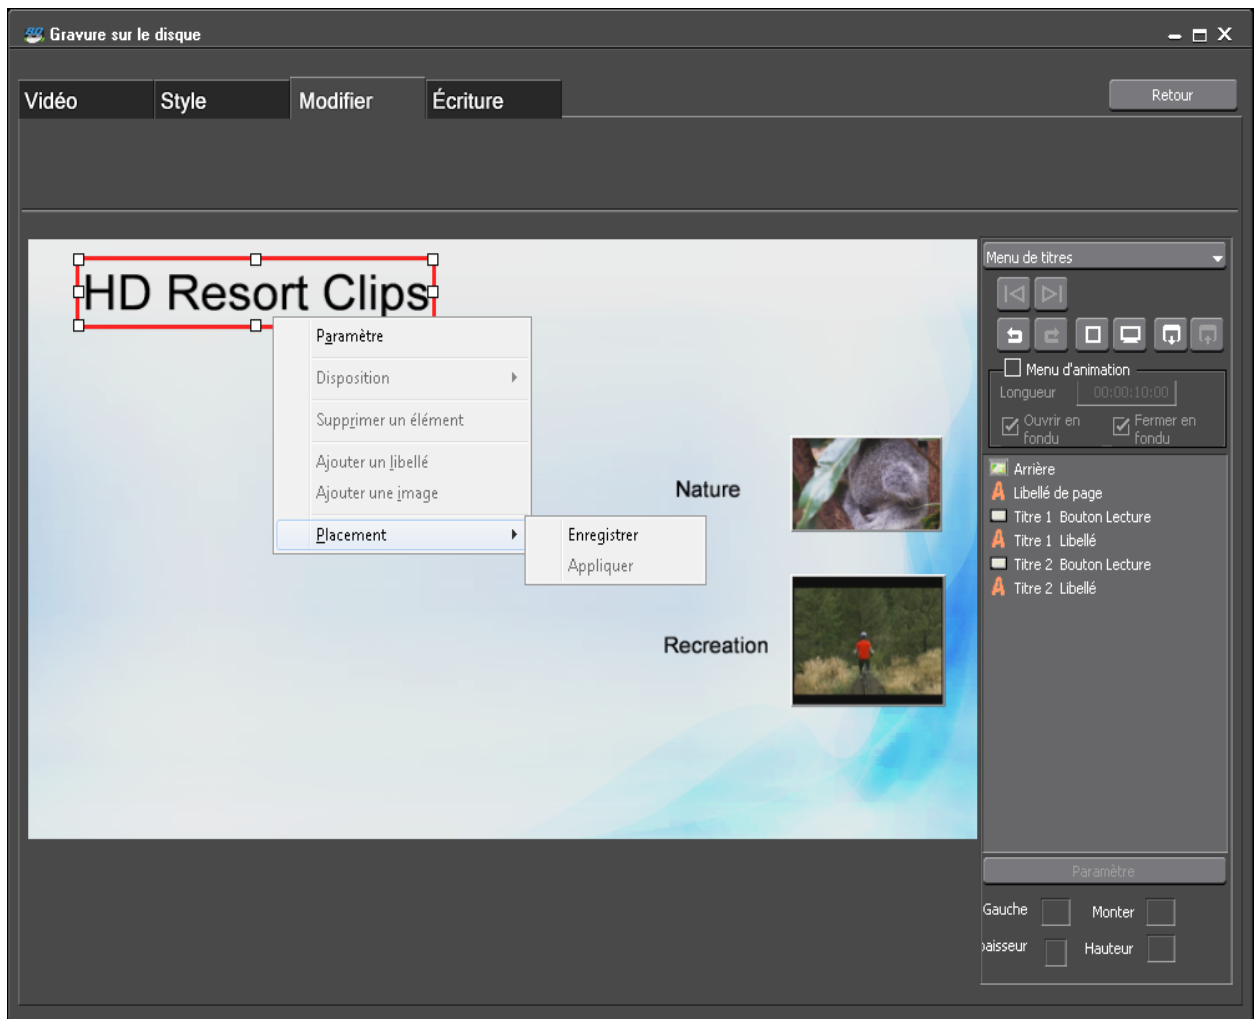 Gravure sur le disque
Vidéo Style Modifier Écriture Retour
HD Resort Clips
Paramètre
Disposition
Supprimer un élément
Ajouter un libellé
Ajouter une image
Placement
Enregistrer
Appliquer
Nature
Recreation
Menu de titres
Menu d'animation
Longueur 00:00:10:00
Ouvrir en fondu
Fermer en fondu
Arrière
Libellé de page
Titre 1 Bouton Lecture
Titre 1 Libellé
Titre 2 Bouton Lecture
Titre 2 Libellé
Paramètre
Gauche Monter
paisseur Hauteur